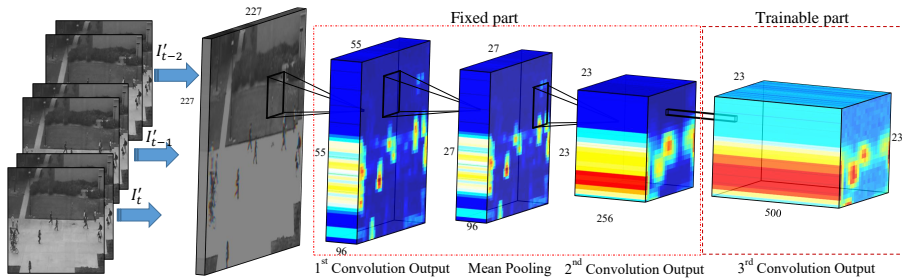 Fixed part
Trainable part
I′t-2
I′t-1
I′t
227
227
55
55
96
27
27
96
23
23
256
23
23
500
1st Convolution Output
Mean Pooling
2nd Convolution Output
3rd Convolution Output